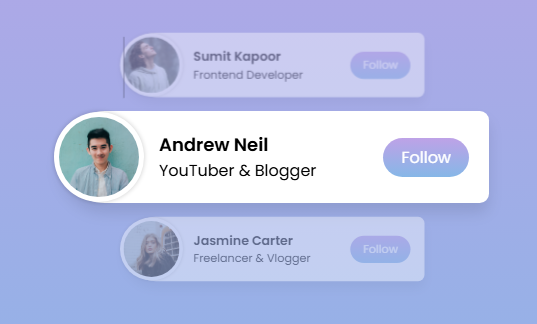 Sumit Kapoor
Frontend Developer
Follow
Andrew Neil
YouTuber & Blogger
Follow
Jasmine Carter
Freelancer & Vlogger
Follow